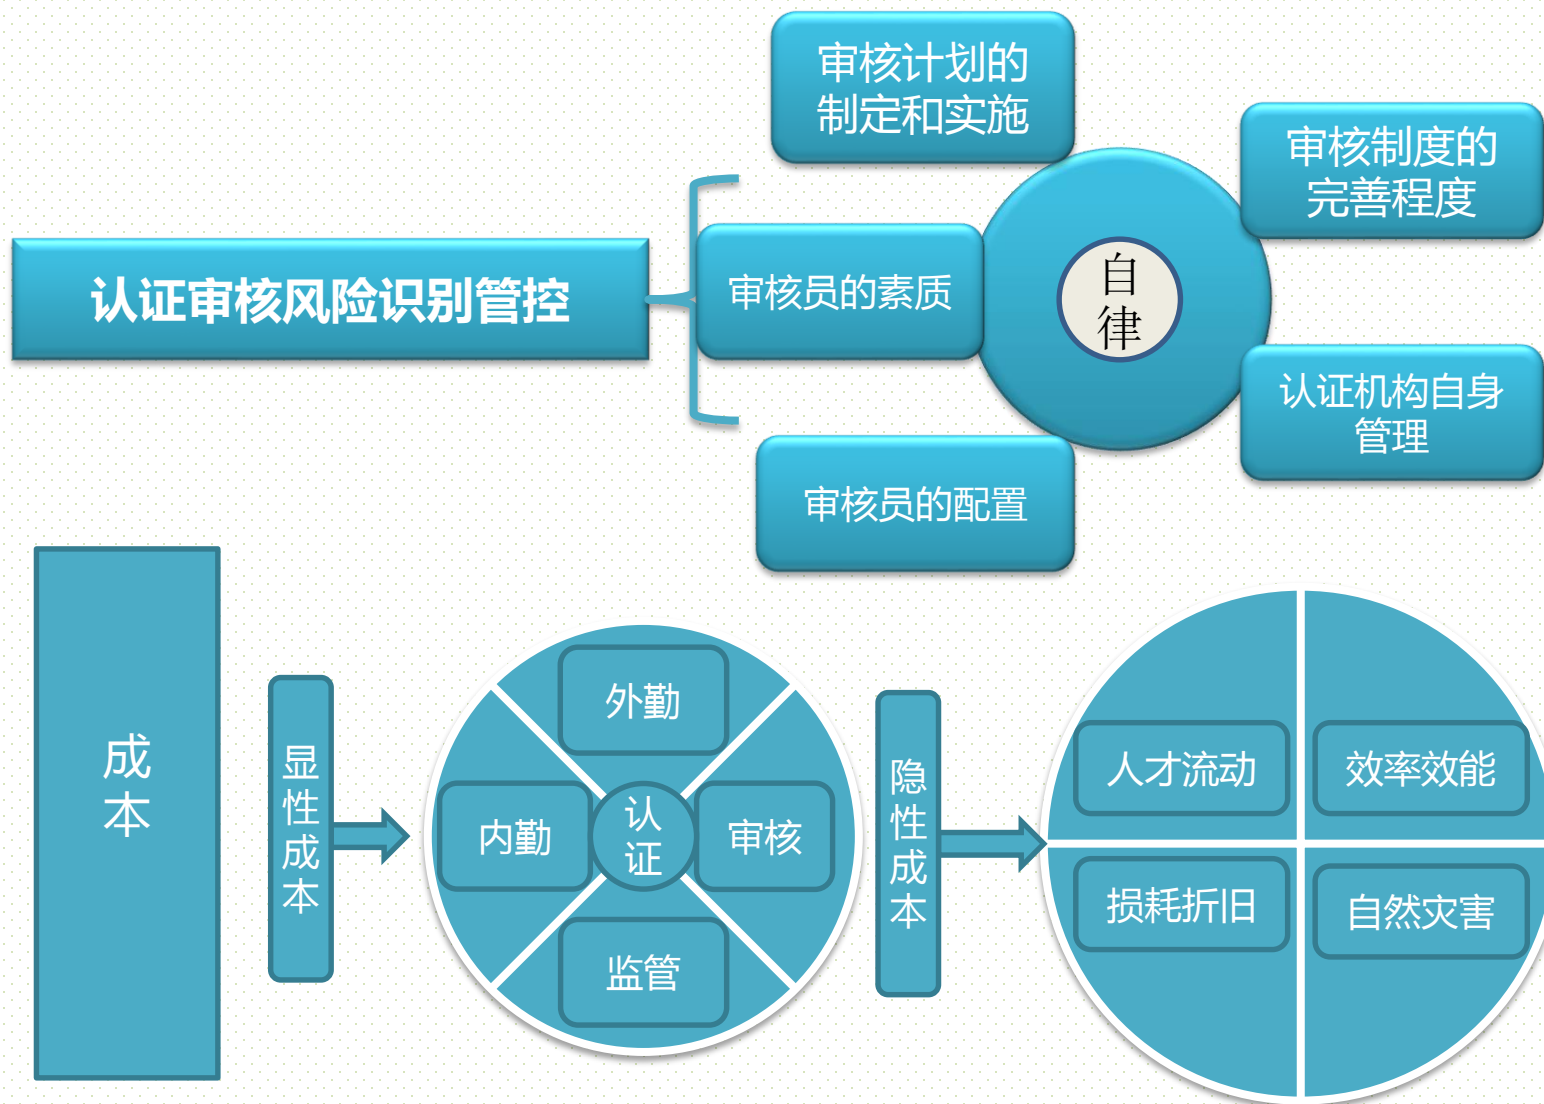 审核计划的
制定和实施
审核制度的
完善程度
认证审核风险识别管控
审核员的素质
自
律
认证机构自身
管理
审核员的配置
成
本
显
性
成
本
外勤
内勤
认
证
审核
监管
隐
性
成
本
人才流动
效率效能
损耗折旧
自然灾害